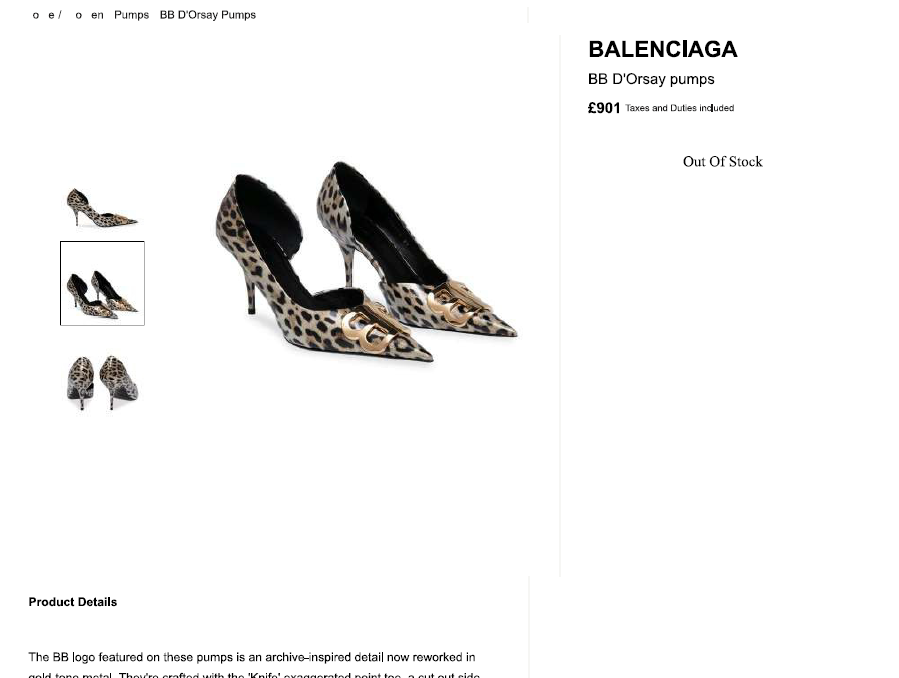 Pumps BB D'Orsay Pumps
BALENCIAGA
BB D'Orsay pumps
£901 Taxes and Duties included
Out Of Stock
Product Details
The BB logo featured on these pumps is an archive-inspired detail now reworked in
gold-tone metal. They're crafted with the 'Knife' exaggerated point toe, a cut out side